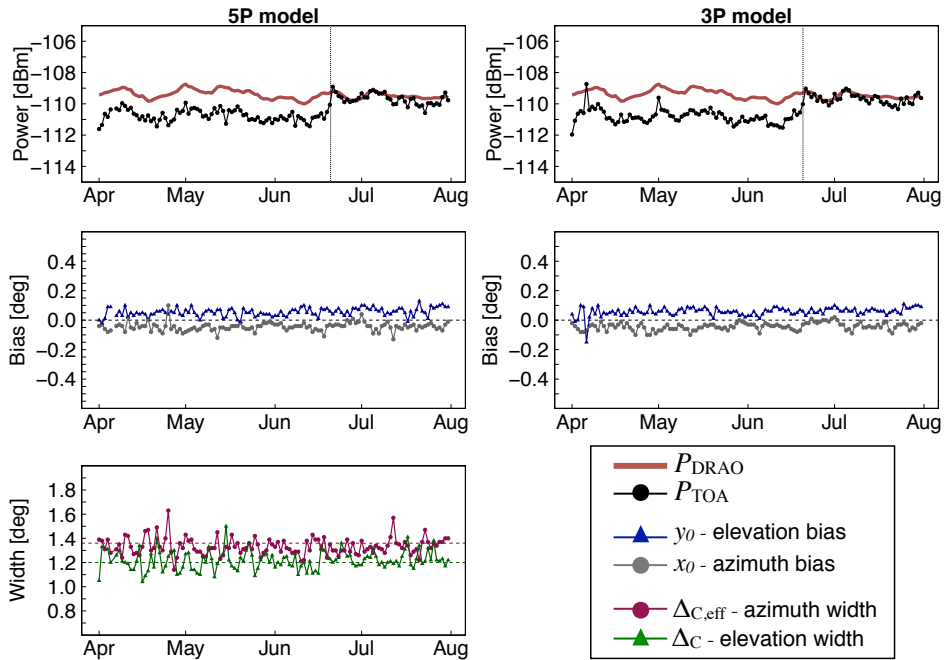 5P model
3P model
Power [dBm]
−106
−108
−110
−112
−114
Apr May Jun Jul Aug
Power [dBm]
−106
−108
−110
−112
−114
Apr May Jun Jul Aug
Bias [deg]
0.4
0.2
0.0
−0.2
−0.4
Apr May Jun Jul Aug
Bias [deg]
0.4
0.2
0.0
−0.2
−0.4
Apr May Jun Jul Aug
Width [deg]
1.8
1.6
1.4
1.2
1.0
0.8
Apr May Jun Jul Aug
P_DRAO
P_TOA
y₀ - elevation bias
x₀ - azimuth bias
Δ_C,eff - azimuth width
Δ_C - elevation width